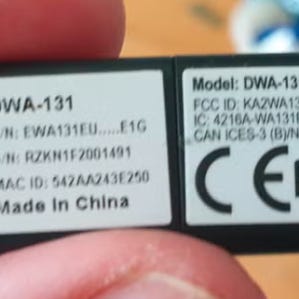 DWA-131
P/N: EWA131EU.....E1G
S/N: RZKN1F2001491
MAC ID: 542AA243E250
Made In China
Model: DWA-13
FCC ID: KA2WA13
IC: 4216A-WA131
CAN ICES-3 (B)/N
CE